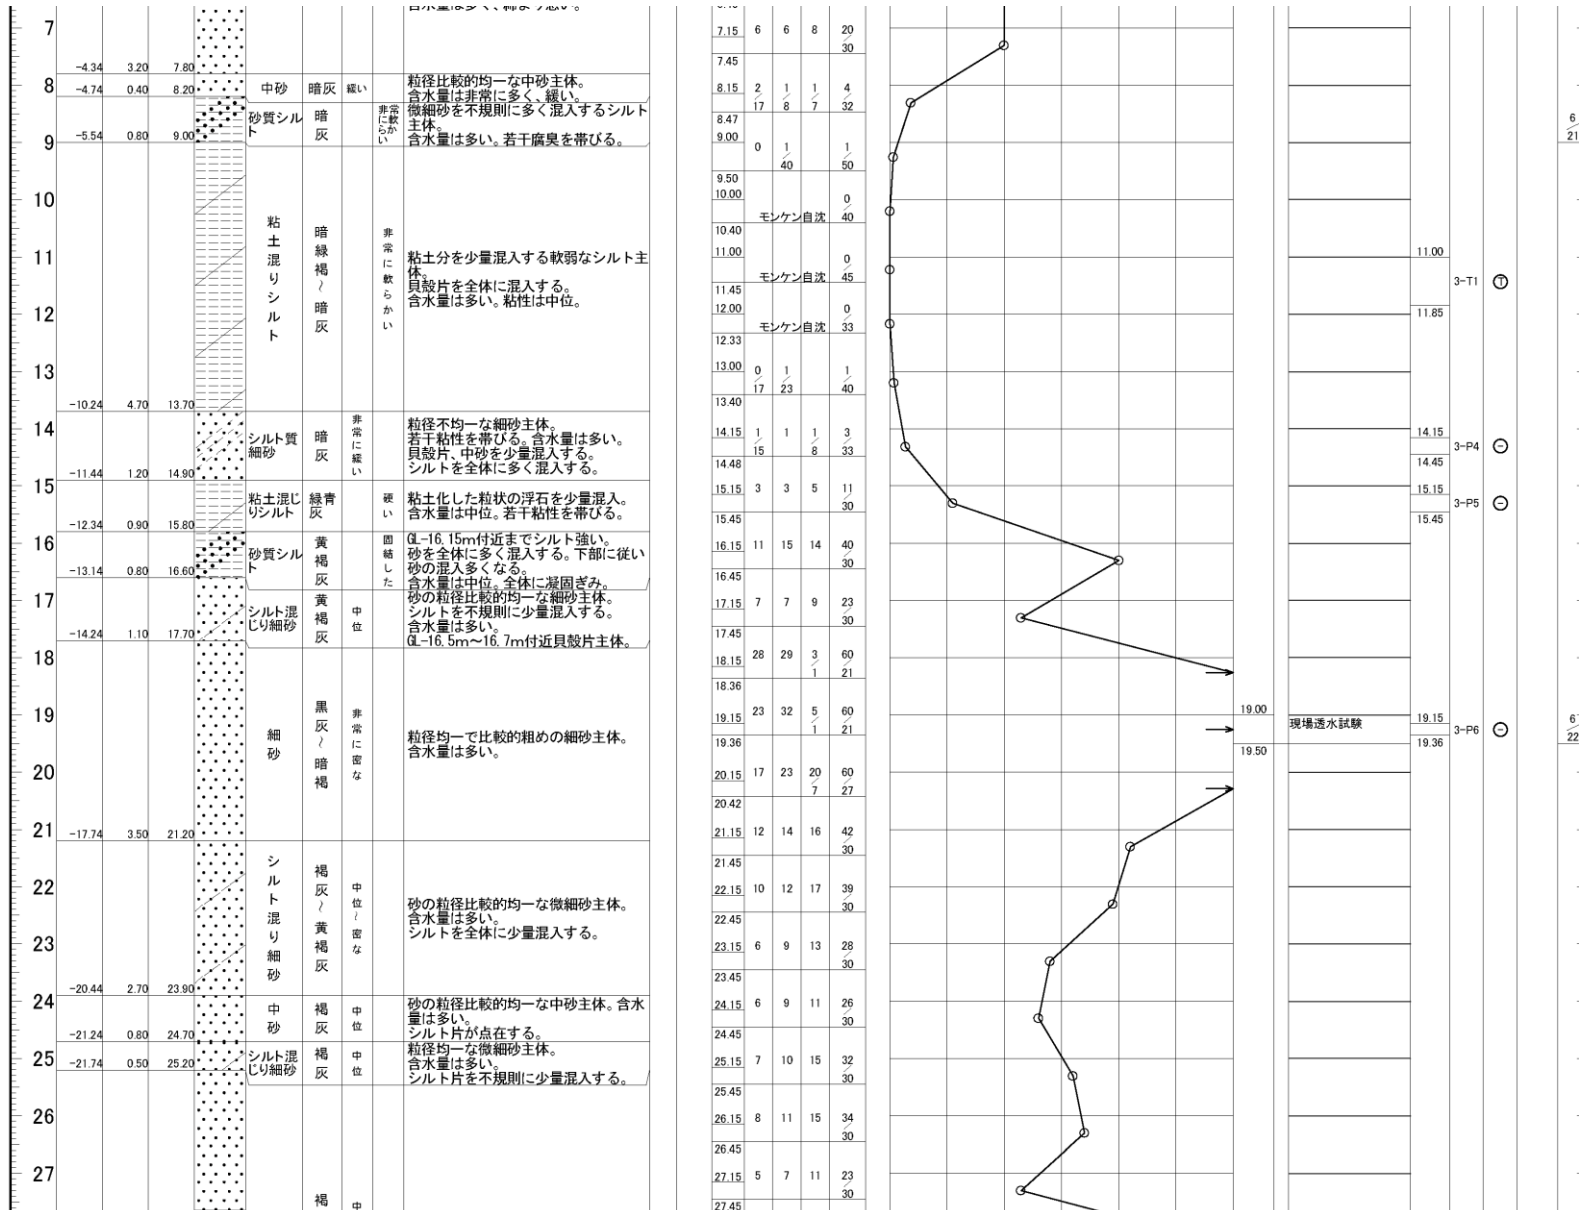 7
8
9
10
11
12
13
14
15
16
17
18
19
20
21
22
23
24
25
26
27
-4.34 3.20 7.80
-4.74 0.40 8.20
-5.54 0.80 9.00
-10.24 4.70 13.70
-11.44 1.20 14.90
-12.34 0.90 15.80
-13.14 0.80 16.60
-14.24 1.10 17.70
-17.74 3.50 21.20
-20.44 2.70 23.90
-21.24 0.80 24.70
-21.74 0.50 25.20
中砂 暗灰 緩い
粒径比較的均一な中砂主体。
含水量は非常に多く、緩い。
砂質シルト 暗灰 非常に軟らかい
微細砂を不規則に多く混入するシルト
主体。
含水量は多い。若干腐臭を帯びる。
粘土混りシルト 暗緑褐～暗灰 非常に軟らかい
粘土分を少量混入する軟弱なシルト主
体。
貝殻片を全体に混入する。
含水量は多い。粘性は中位。
シルト質細砂 暗灰 非常に緩い
粒径不均一な細砂主体。
若干粘性を帯びる。含水量は多い。
貝殻片、中砂を少量混入する。
シルトを全体に多く混入する。
粘土混じりシルト 緑青灰 硬い
粘土化した粒状の浮石を少量混入。
含水量は中位。若干粘性を帯びる。
砂質シルト 黄褐灰 固結した
GL-16.15m付近までシルト強い。
砂を全体に多く混入する。下部に従い
砂の混入多くなる。
含水量は中位。全体に凝固ぎみ。
シルト混じり細砂 黄褐灰 中位
砂の粒径比較的均一な細砂主体。
シルトを不規則に少量混入する。
含水量は多い。
GL-16.5m～16.7m付近貝殻片主体。
細砂 黒灰～暗褐 非常に密な
粒径均一で比較的粗めの細砂主体。
含水量は多い。
シルト混り細砂 褐灰～黄褐灰 中位～密な
砂の粒径比較的均一な微細砂主体。
含水量は多い。
シルトを全体に少量混入する。
中砂 褐灰 中位
砂の粒径比較的均一な中砂主体。含水
量は多い。
シルト片が点在する。
シルト混じり細砂 褐灰 中位
粒径均一な微細砂主体。
含水量は多い。
シルト片を不規則に少量混入する。
褐 中
7.15 6 6 8 20/30
7.45
8.15 2/17 1/8 1/7 4/32
8.47
9.00 0 1/40 1/50
9.50
10.00 モンケン自沈 0/40
10.40
11.00 モンケン自沈 0/45
11.45
12.00 モンケン自沈 0/33
12.33
13.00 0/17 1/23 1/40
13.40
14.15 1/15 1 1/8 3/33
14.48
15.15 3 3 5 11/30
15.45
16.15 11 15 14 40/30
16.45
17.15 7 7 9 23/30
17.45
18.15 28 29 3/1 60/21
18.36
19.15 23 32 5/1 60/21
19.36
20.15 17 23 20/7 60/27
20.42
21.15 12 14 16 42/30
21.45
22.15 10 12 17 39/30
22.45
23.15 6 9 13 28/30
23.45
24.15 6 9 11 26/30
24.45
25.15 7 10 15 32/30
25.45
26.15 8 11 15 34/30
26.45
27.15 5 7 11 23/30
27.45
19.00
現場透水試験
19.50
11.00
3-T1 T
11.85
14.15
3-P4
14.45
15.15
3-P5
15.45
19.15
3-P6
19.36
6/21
6/22